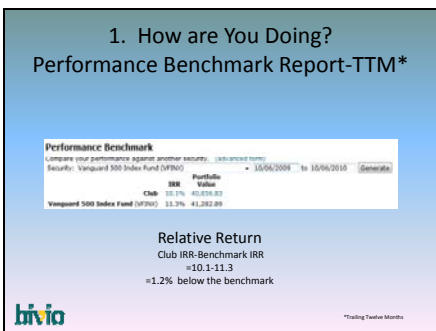 1. How are You Doing?
Performance Benchmark Report-TTM*
Performance Benchmark
Compare your performance against another security. (advanced form)
Security: Vanguard 500 Index Fund (VFINX) 10/06/2009 to 10/06/2010 Generate
IRR Portfolio Value
Club 10.1% 40,856.83
Vanguard 500 Index Fund (VFINX) 11.3% 41,282.89
Relative Return
Club IRR-Benchmark IRR
=10.1-11.3
=1.2% below the benchmark
bivio
*Trailing Twelve Months